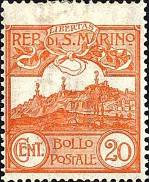 LIBERTAS
REP. DI S. MARINO
CENT. BOLLO 20
POSTALE